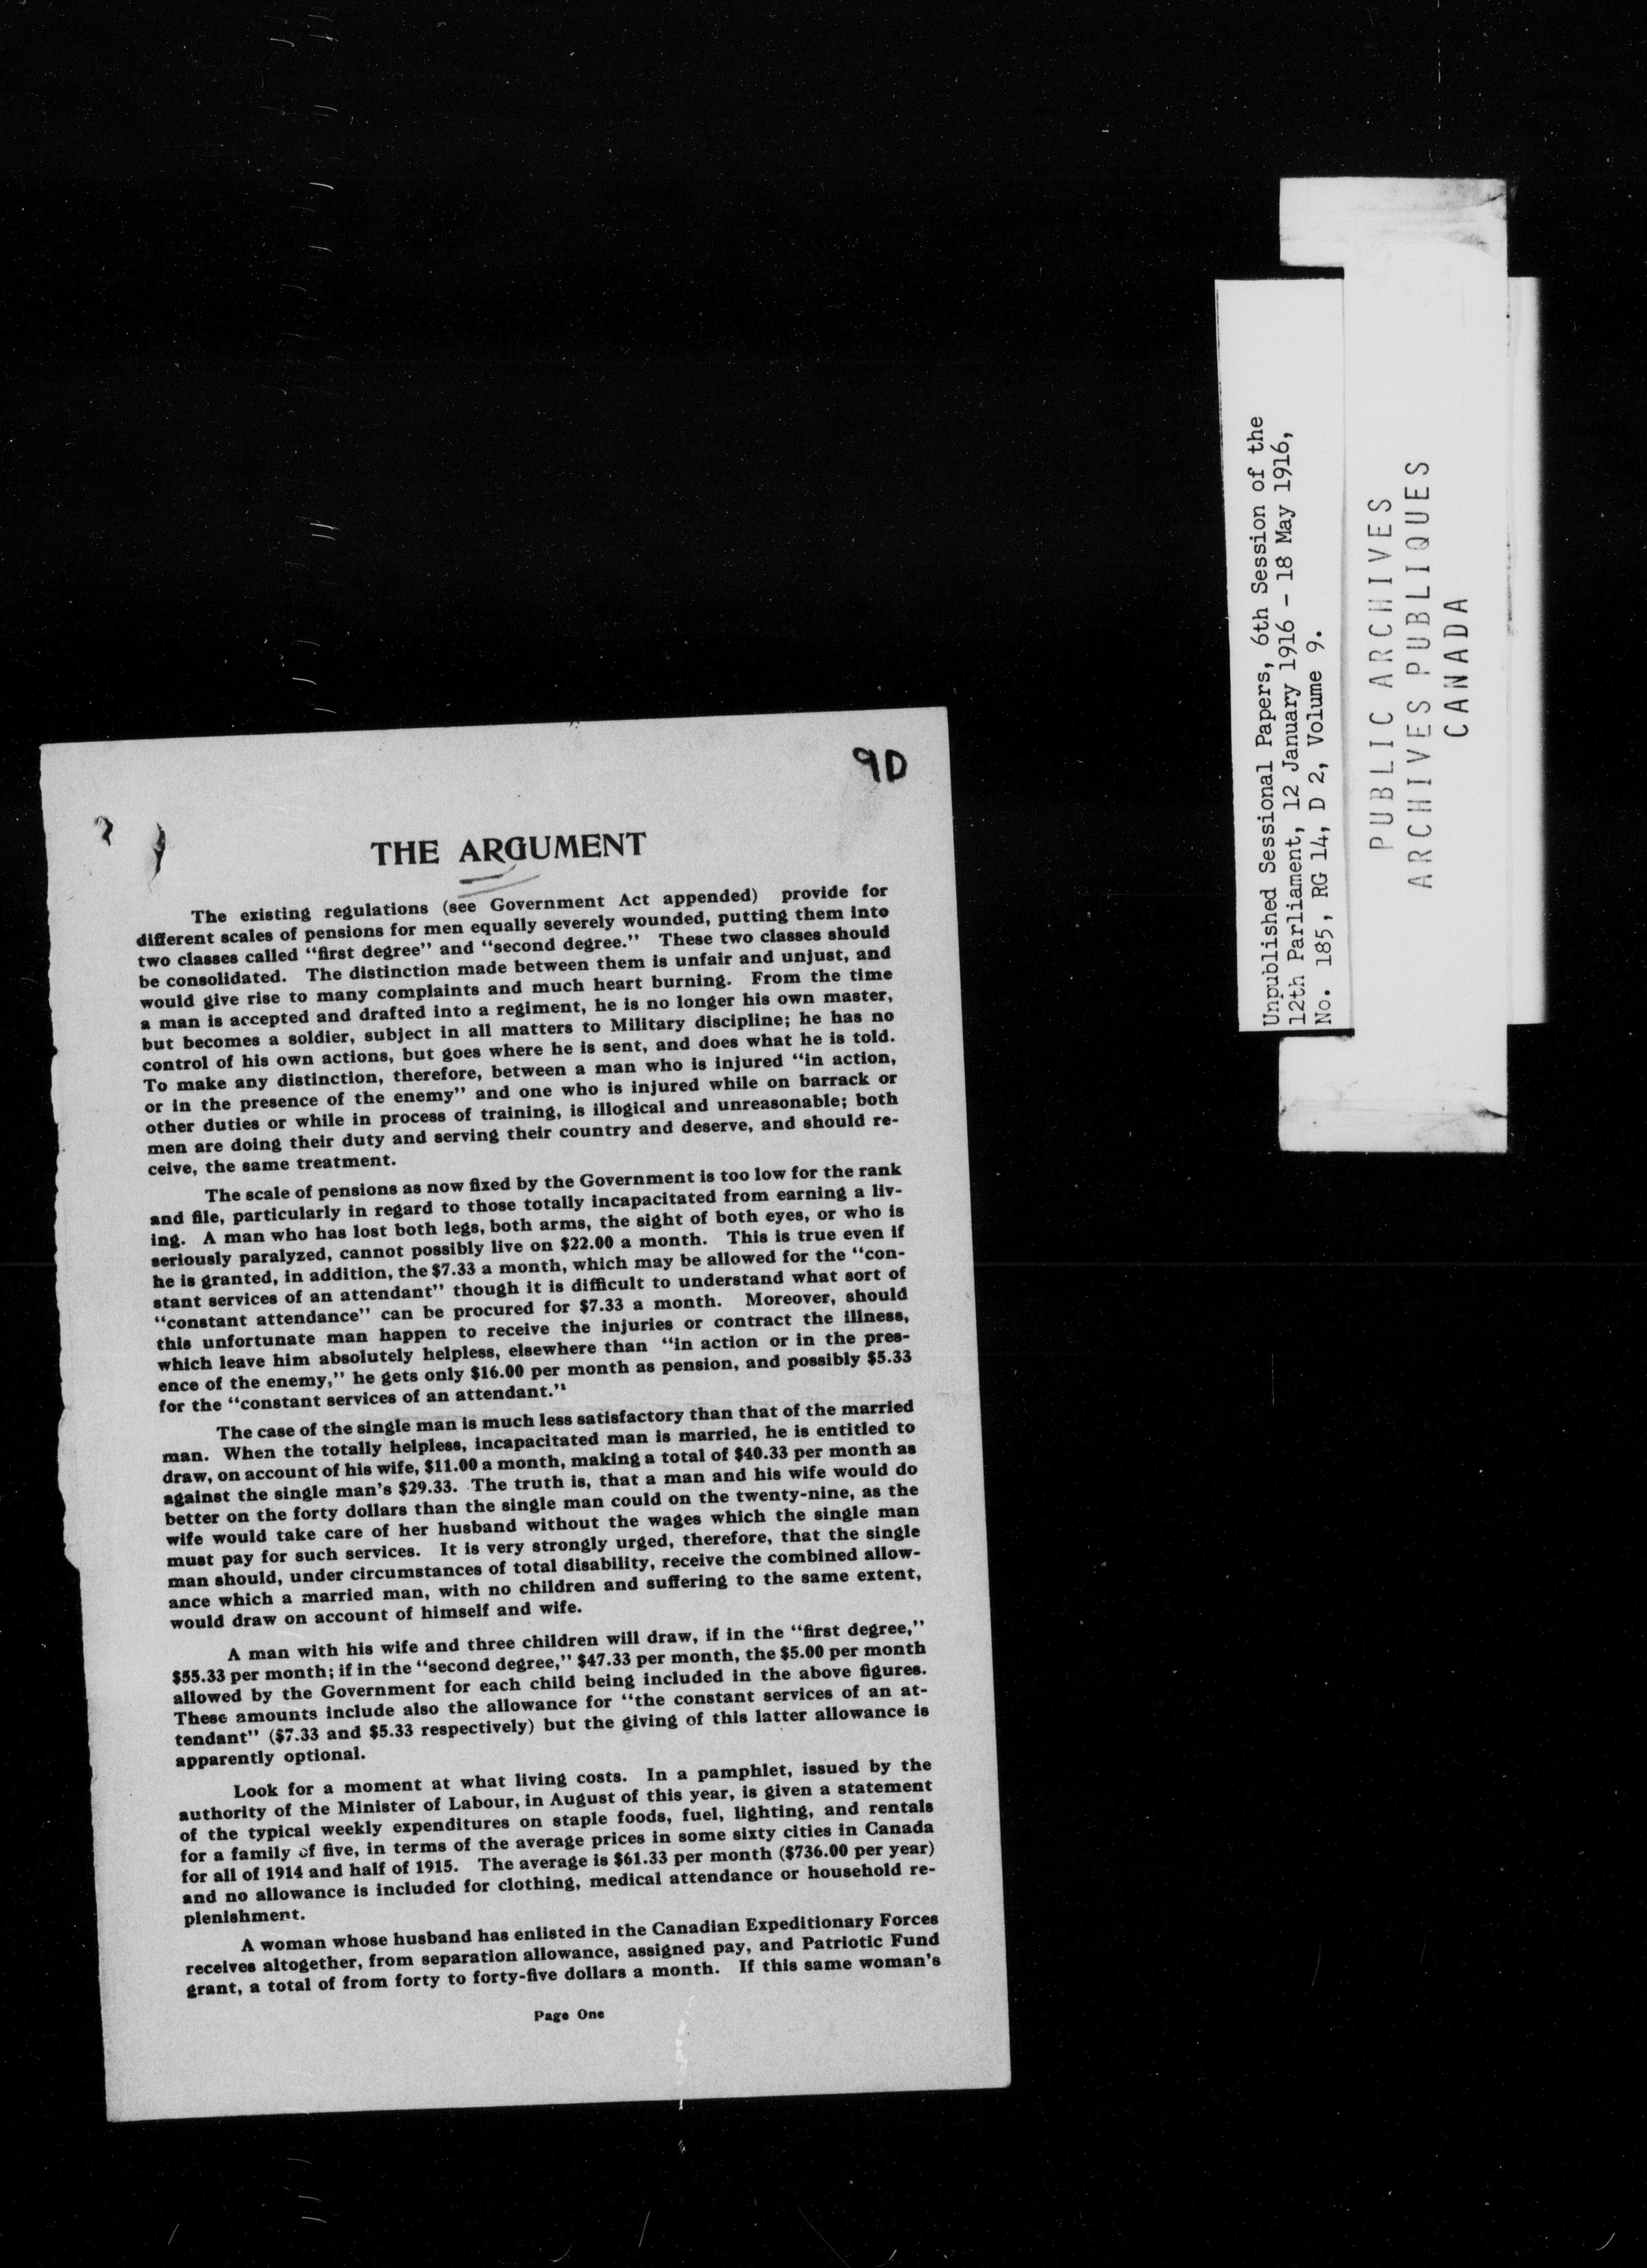 9D
THE ARGUMENT
The existing regulations (see Government Act appended) provide for
different scales of pensions for men equally severely wounded, putting them into
two classes called "first degree" and "second degree." These two classes should
be consolidated. The distinction made between them is unfair and unjust, and
would give rise to many complaints and much heart burning. From the time
a man is accepted and drafted into a regiment, he is no longer his own master,
but becomes a soldier, subject in all matters to Military discipline; he has no
control of his own actions, but goes where he is sent, and does what he is told.
To make any distinction, therefore, between a man who is injured "in action,
or in the presence of the enemy" and one who is injured while on barrack or
other duties or while in process of training, is illogical and unreasonable; both
men are doing their duty and serving their country and deserve, and should re-
ceive, the same treatment.
The scale of pensions as now fixed by the Government is too low for the rank
and file, particularly in regard to those totally incapacitated from earning a liv-
ing. A man who has lost both legs, both arms, the sight of both eyes, or who is
seriously paralyzed, cannot possibly live on $22.00 a month. This is true even if
he is granted, in addition, the $7.33 a month, which may be allowed for the "con-
stant services of an attendant" though it is difficult to understand what sort of
"constant attendance" can be procured for $7.33 a month. Moreover, should
this unfortunate man happen to receive the injuries or contract the illness,
which leave him absolutely helpless, elsewhere than "in action or in the pres-
ence of the enemy," he gets only $16.00 per month as pension, and possibly $5.33
for the "constant services of an attendant."
The case of the single man is much less satisfactory than that of the married
man. When the totally helpless, incapacitated man is married, he is entitled to
draw, on account of his wife, $11.00 a month, making a total of $40.33 per month as
against the single man's $29.33. The truth is, that a man and his wife would do
better on the forty dollars than the single man could on the twenty-nine, as the
wife would take care of her husband without the wages which the single man
must pay for such services. It is very strongly urged, therefore, that the single
man should, under circumstances of total disability, receive the combined allow-
ance which a married man, with no children and suffering to the same extent,
would draw on account of himself and wife.
A man with his wife and three children will draw, if in the "first degree,"
$55.33 per month; if in the "second degree," $47.33 per month, the $5.00 per month
allowed by the Government for each child being included in the above figures.
These amounts include also the allowance for "the constant services of an at-
tendant" ($7.33 and $5.33 respectively) but the giving of this latter allowance is
apparently optional.
Look for a moment at what living costs. In a pamphlet, issued by the
authority of the Minister of Labour, in August of this year, is given a statement
of the typical weekly expenditures on staple foods, fuel, lighting, and rentals
for a family of five, in terms of the average prices in some sixty cities in Canada
for all of 1914 and half of 1915. The average is $61.33 per month ($736.00 per year)
and no allowance is included for clothing, medical attendance or household re-
plenishment.
A woman whose husband has enlisted in the Canadian Expeditionary Forces
receives altogether, from separation allowance, assigned pay, and Patriotic Fund
grant, a total of from forty to forty-five dollars a month. If this same woman's
Page One
Unpublished Sessional Papers, 6th Session of the
12th Parliament, 12 January 1916 - 18 May 1916,
No. 185, RG 14, D 2, Volume 9.
PUBLIC ARCHIVES
ARCHIVES PUBLIQUES
CANADA